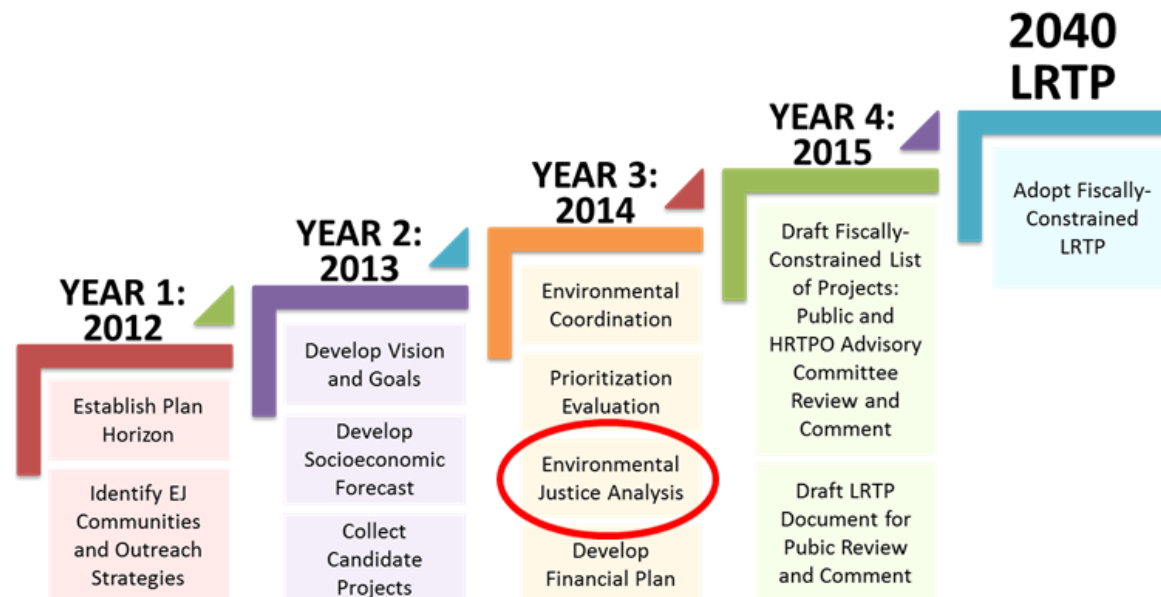 YEAR 1:
2012
Establish Plan
Horizon
Identify EJ
Communities
and Outreach
Strategies
YEAR 2:
2013
Develop Vision
and Goals
Develop
Socioeconomic
Forecast
Collect
Candidate
Projects
YEAR 3:
2014
Environmental
Coordination
Prioritization
Evaluation
Environmental
Justice Analysis
Develop
Financial Plan
YEAR 4:
2015
Draft Fiscally-
Constrained List
of Projects:
Public and
HRTPO Advisory
Committee
Review and
Comment
Draft LRTP
Document for
Pubic Review
and Comment
2040
LRTP
Adopt Fiscally-
Constrained
LRTP